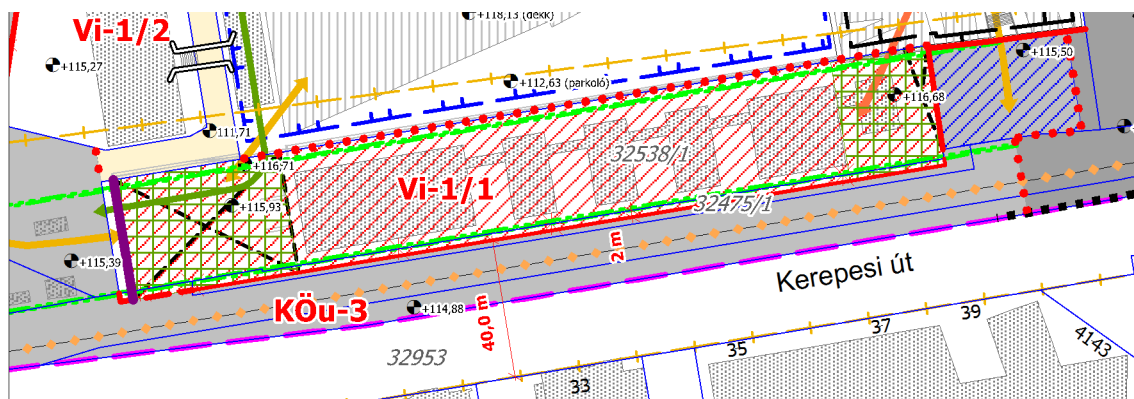 Vi-1/2
+118,13 (dékk)
+115,27
+115,50
+112,63 (parkoló)
+116,68
111,71
32538/1
+116,71
Vi-1/1
+115,93
32475/1
+115,39
2 m
Kerepesi út
KÖu-3
+114,88
40,0 m
32953
33
35
37
39
4143